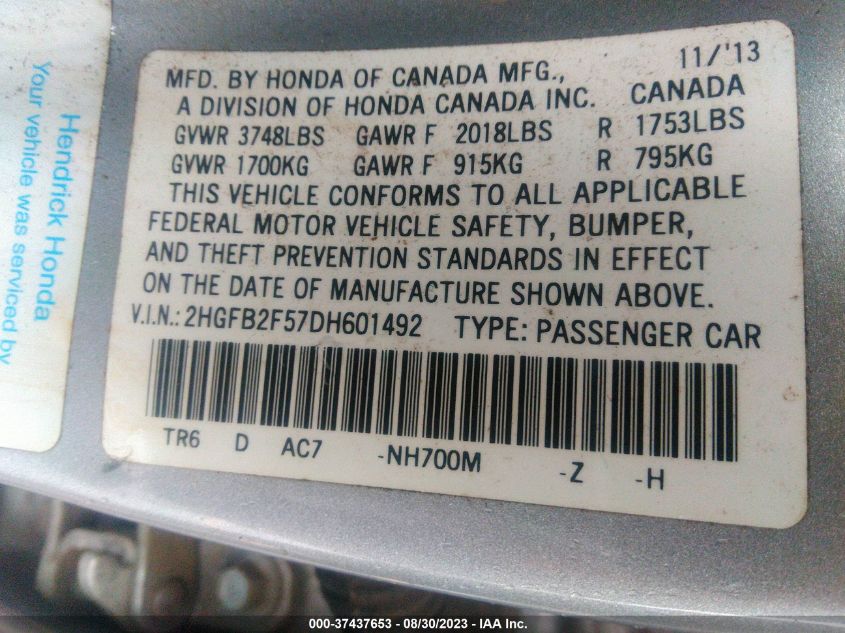 11/'13
MFD. BY HONDA OF CANADA MFG.,
A DIVISION OF HONDA CANADA INC. CANADA
GVWR 3748LBS GAWR F 2018LBS R 1753LBS
GVWR 1700KG GAWR F 915KG R 795KG
THIS VEHICLE CONFORMS TO ALL APPLICABLE
FEDERAL MOTOR VEHICLE SAFETY, BUMPER,
AND THEFT PREVENTION STANDARDS IN EFFECT
ON THE DATE OF MANUFACTURE SHOWN ABOVE.
V.I.N.: 2HGFB2F57DH601492 TYPE: PASSENGER CAR
TR6 D AC7 -NH700M -Z -H
Your vehicle was serviced by
Hendrick Honda
000-37437653 - 08/30/2023 - IAA Inc.